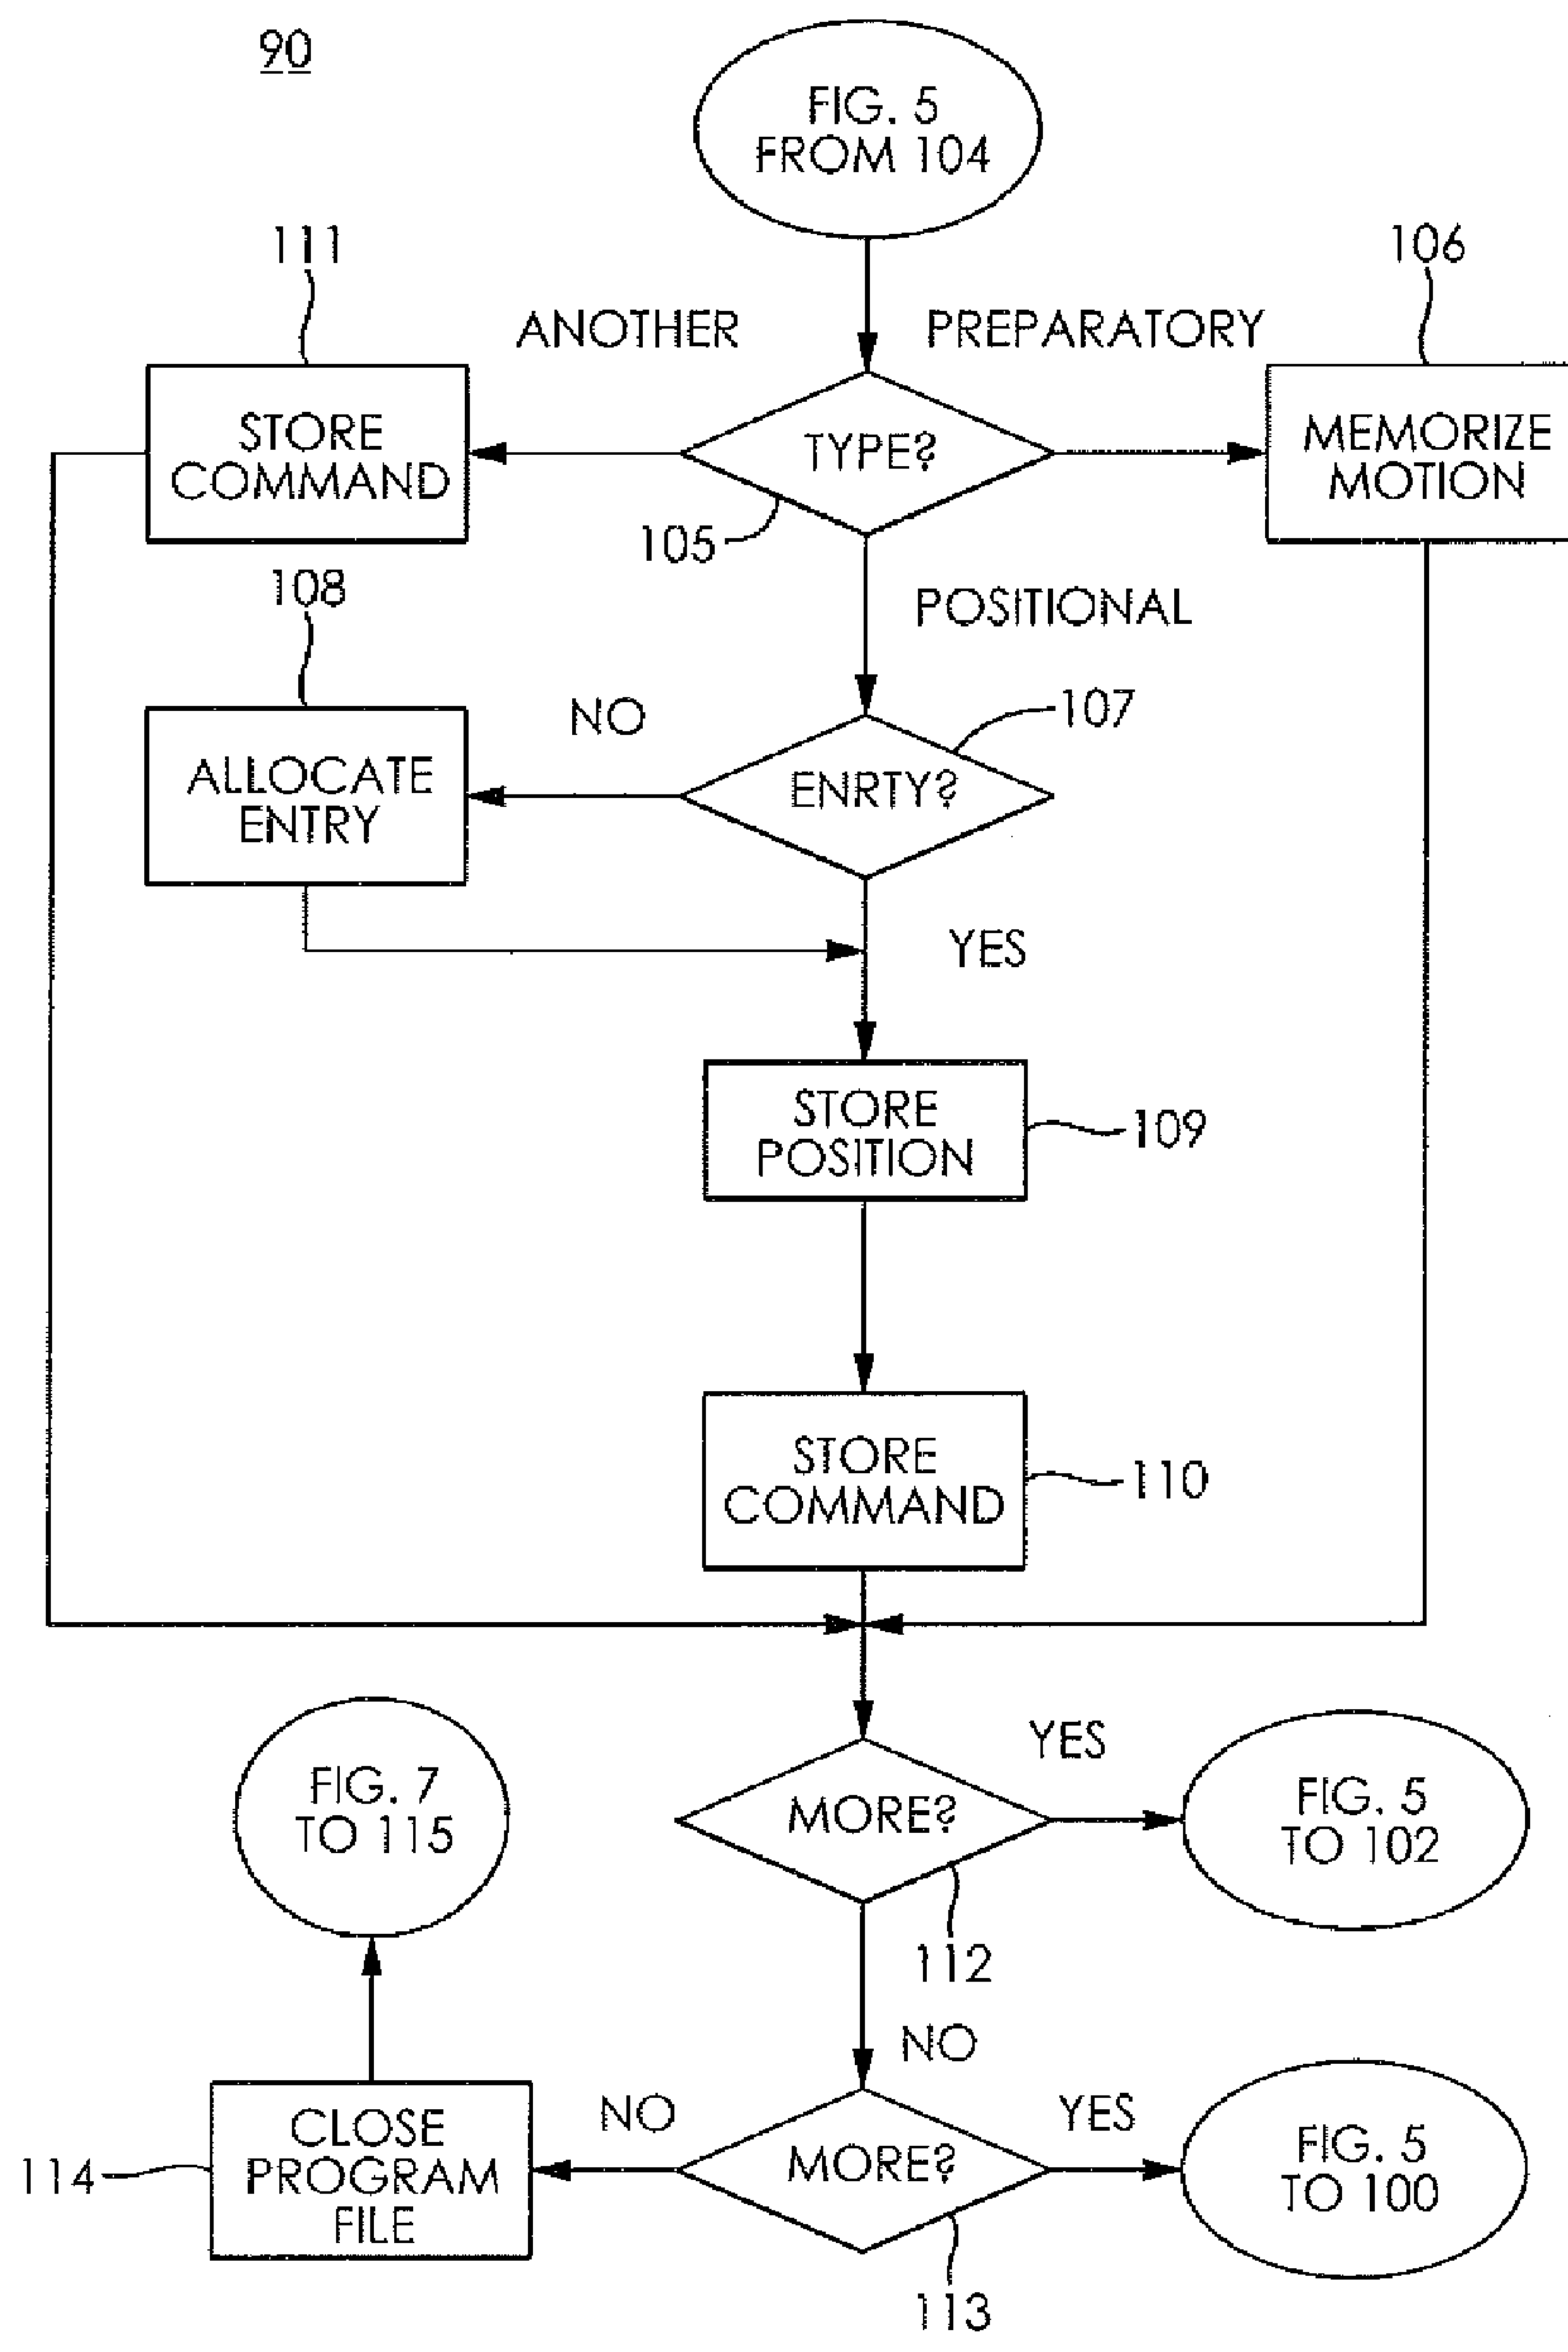 90
FIG. 5
FROM 104
111
106
ANOTHER
PREPARATORY
STORE
COMMAND
TYPE?
MEMORIZE
MOTION
105
108
POSITIONAL
NO
107
ALLOCATE
ENTRY
ENRTY?
YES
STORE
POSITION
109
STORE
COMMAND
110
YES
FIG. 7
TO 115
MORE?
FIG. 5
TO 102
112
NO
NO
YES
CLOSE
PROGRAM
FILE
114
MORE?
FIG. 5
TO 100
113